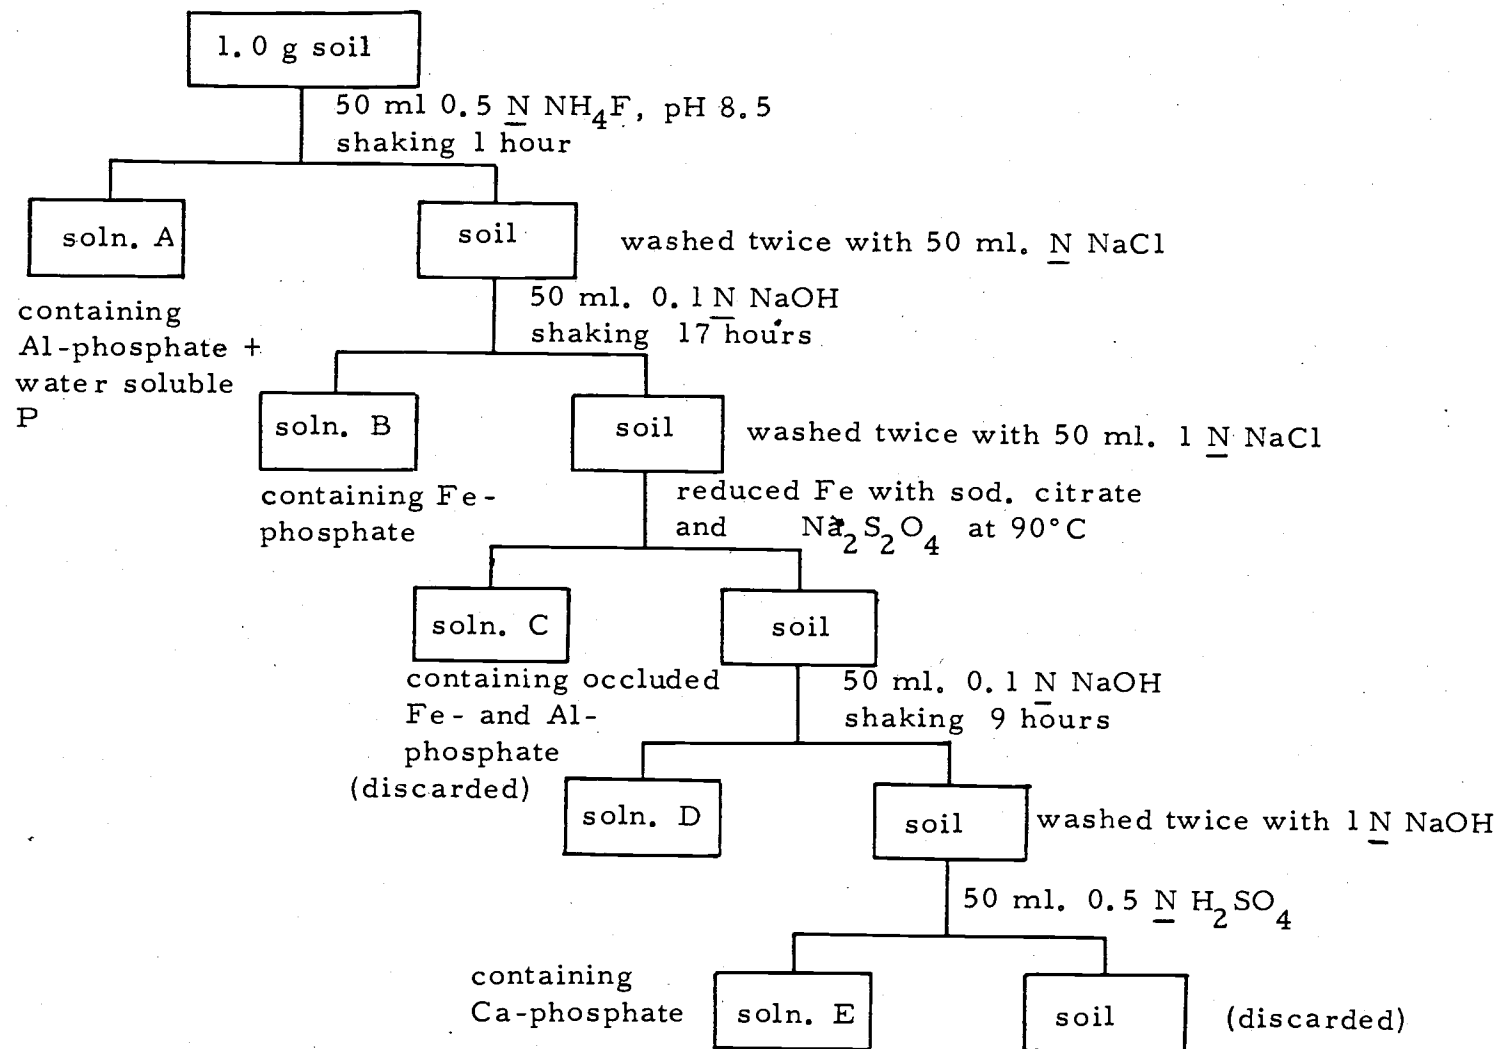 1.0 g soil
50 ml 0.5 N NH4F, pH 8.5
shaking 1 hour
soln. A
soil
washed twice with 50 ml. N NaCl
containing
Al-phosphate +
water soluble
P
50 ml. 0.1 N NaOH
shaking 17 hours
soln. B
soil
washed twice with 50 ml. 1 N NaCl
containing Fe-
phosphate
reduced Fe with sod. citrate
and Na2S2O4 at 90°C
soln. C
soil
containing occluded
Fe- and Al-
phosphate
(discarded)
50 ml. 0.1 N NaOH
shaking 9 hours
soln. D
soil
washed twice with 1 N NaOH
50 ml. 0.5 N H2SO4
containing
Ca-phosphate
soln. E
soil
(discarded)